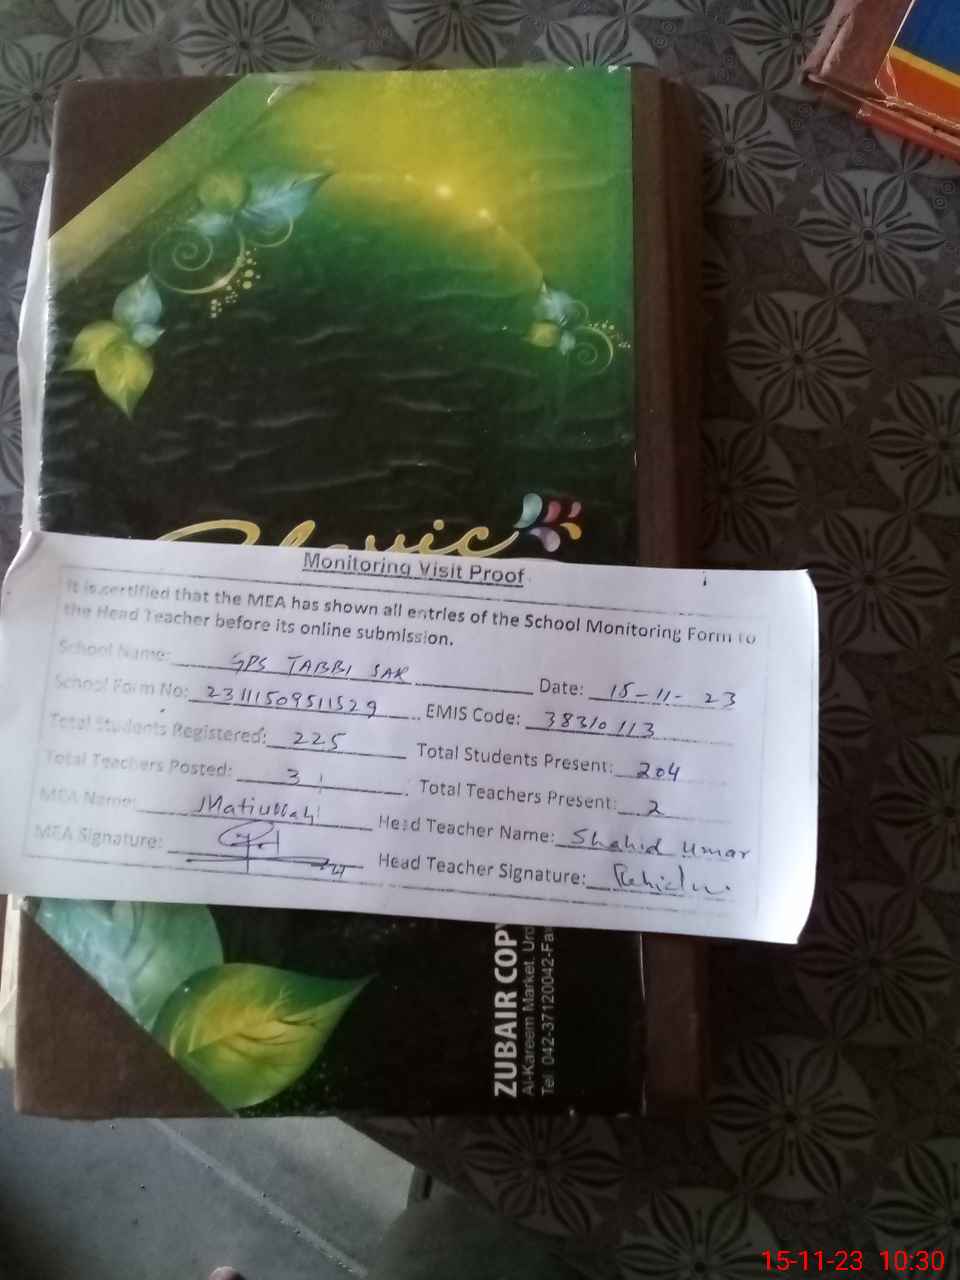 Classic
Monitoring Visit Proof
It is certified that the MEA has shown all entries of the School Monitoring Form to
the Head Teacher before its online submission.
School Name: GPS TABBI SAR Date: 15-11-23
School Form No: 23111509511529 EMIS Code: 38310113
Total Students Registered: 225 Total Students Present: 204
Total Teachers Posted: 3 Total Teachers Present: 2
MEA Name: Matiullah Head Teacher Name: Shahid Umar
MEA Signature: Head Teacher Signature:
ZUBAIR COPY
Al-Kareem Market, Urd
Tel: 042-37120042-Fax
15-11-23 10:30